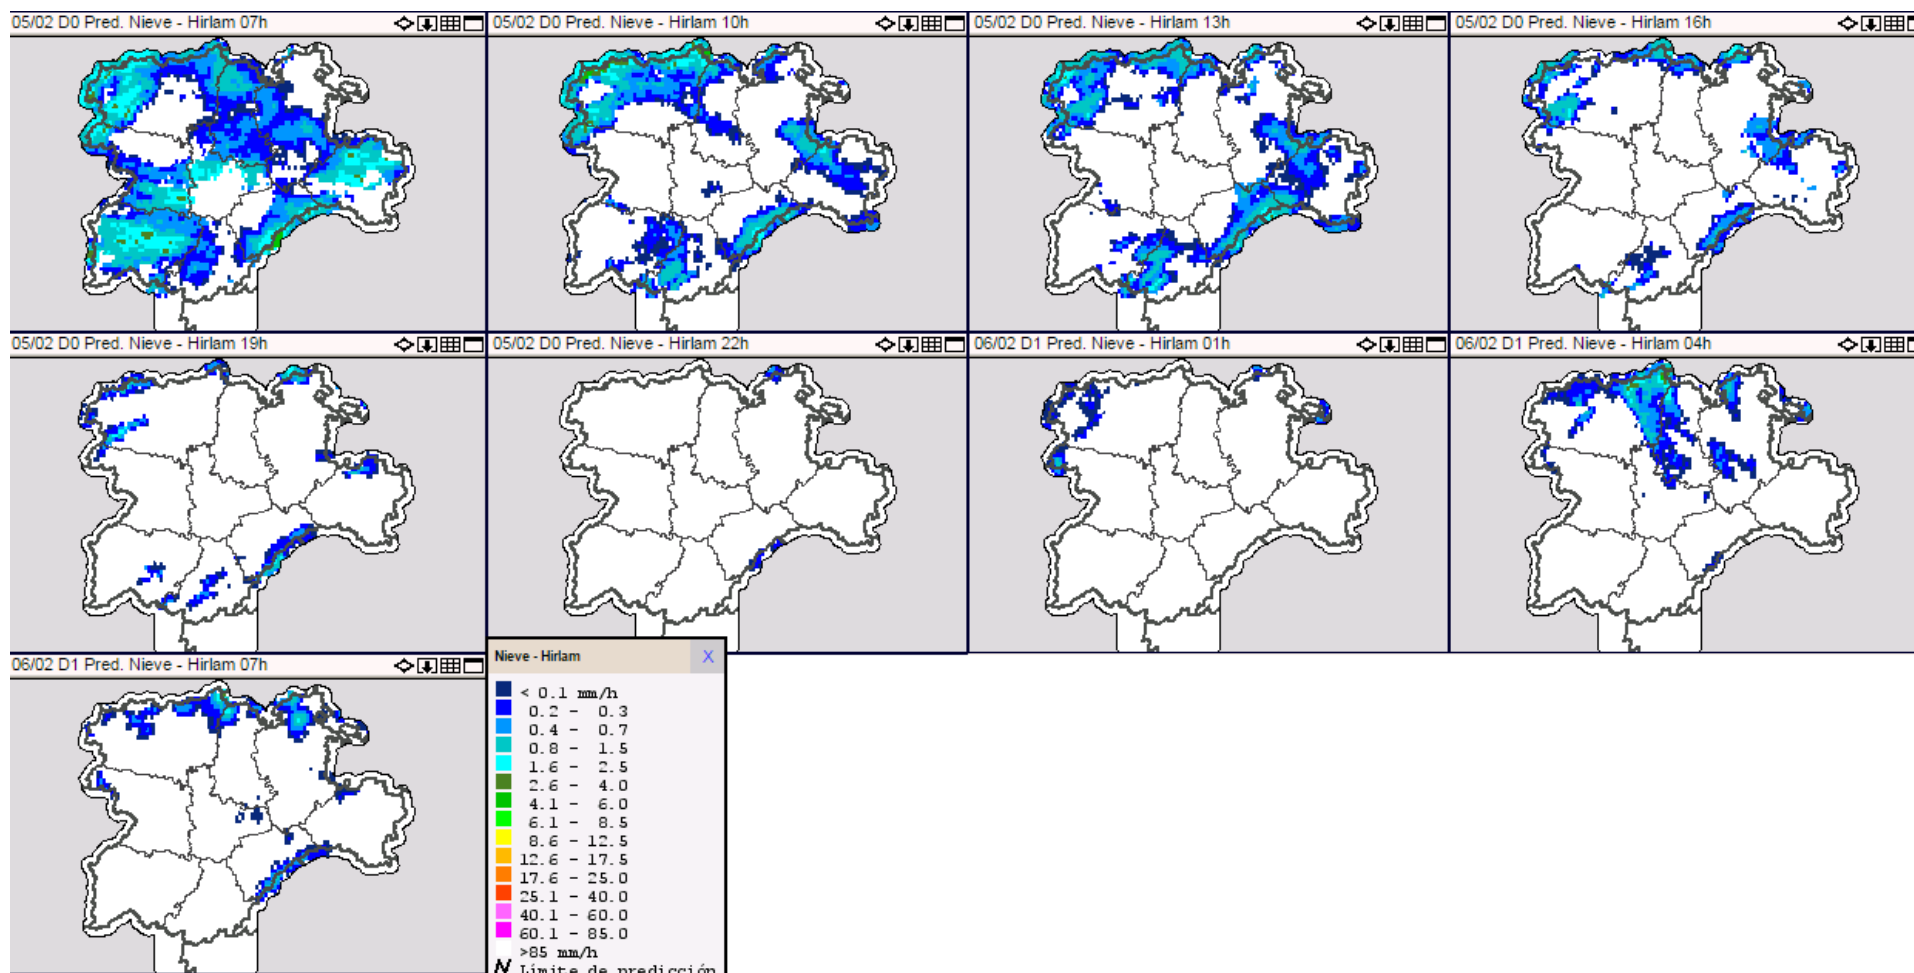 05/02 D0 Pred. Nieve - Hirlam 07h
05/02 D0 Pred. Nieve - Hirlam 10h
05/02 D0 Pred. Nieve - Hirlam 13h
05/02 D0 Pred. Nieve - Hirlam 16h
05/02 D0 Pred. Nieve - Hirlam 19h
05/02 D0 Pred. Nieve - Hirlam 22h
06/02 D1 Pred. Nieve - Hirlam 01h
06/02 D1 Pred. Nieve - Hirlam 04h
06/02 D1 Pred. Nieve - Hirlam 07h
Nieve - Hirlam X
< 0.1 mm/h
0.2 - 0.3
0.4 - 0.7
0.8 - 1.5
1.6 - 2.5
2.6 - 4.0
4.1 - 6.0
6.1 - 8.5
8.6 - 12.5
12.6 - 17.5
17.6 - 25.0
25.1 - 40.0
40.1 - 60.0
60.1 - 85.0
>85 mm/h
Límite de predicción